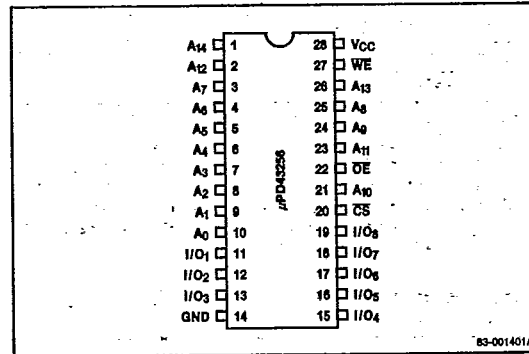 A14 1 28 VCC
A12 2 27 WE
A7 3 26 A13
A6 4 25 A8
A5 5 24 A9
A4 6 23 A11
A3 7 22 OE
A2 8 21 A10
A1 9 20 CS
A0 10 19 I/O8
I/O1 11 18 I/O7
I/O2 12 17 I/O6
I/O3 13 16 I/O5
GND 14 15 I/O4
µPD43256
83-001401A